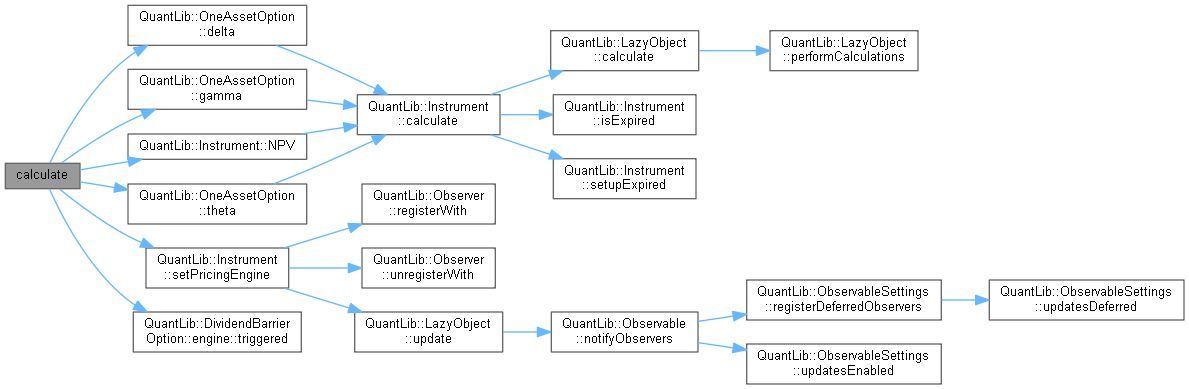 calculate
QuantLib::OneAssetOption
::delta
QuantLib::OneAssetOption
::gamma
QuantLib::Instrument::NPV
QuantLib::OneAssetOption
::theta
QuantLib::Instrument
::setPricingEngine
QuantLib::DividendBarrier
Option::engine::triggered
QuantLib::Instrument
::calculate
QuantLib::Observer
::registerWith
QuantLib::Observer
::unregisterWith
QuantLib::LazyObject
::update
QuantLib::LazyObject
::calculate
QuantLib::Instrument
::isExpired
QuantLib::Instrument
::setupExpired
QuantLib::Observable
::notifyObservers
QuantLib::LazyObject
::performCalculations
QuantLib::ObservableSettings
::registerDeferredObservers
QuantLib::ObservableSettings
::updatesEnabled
QuantLib::ObservableSettings
::updatesDeferred